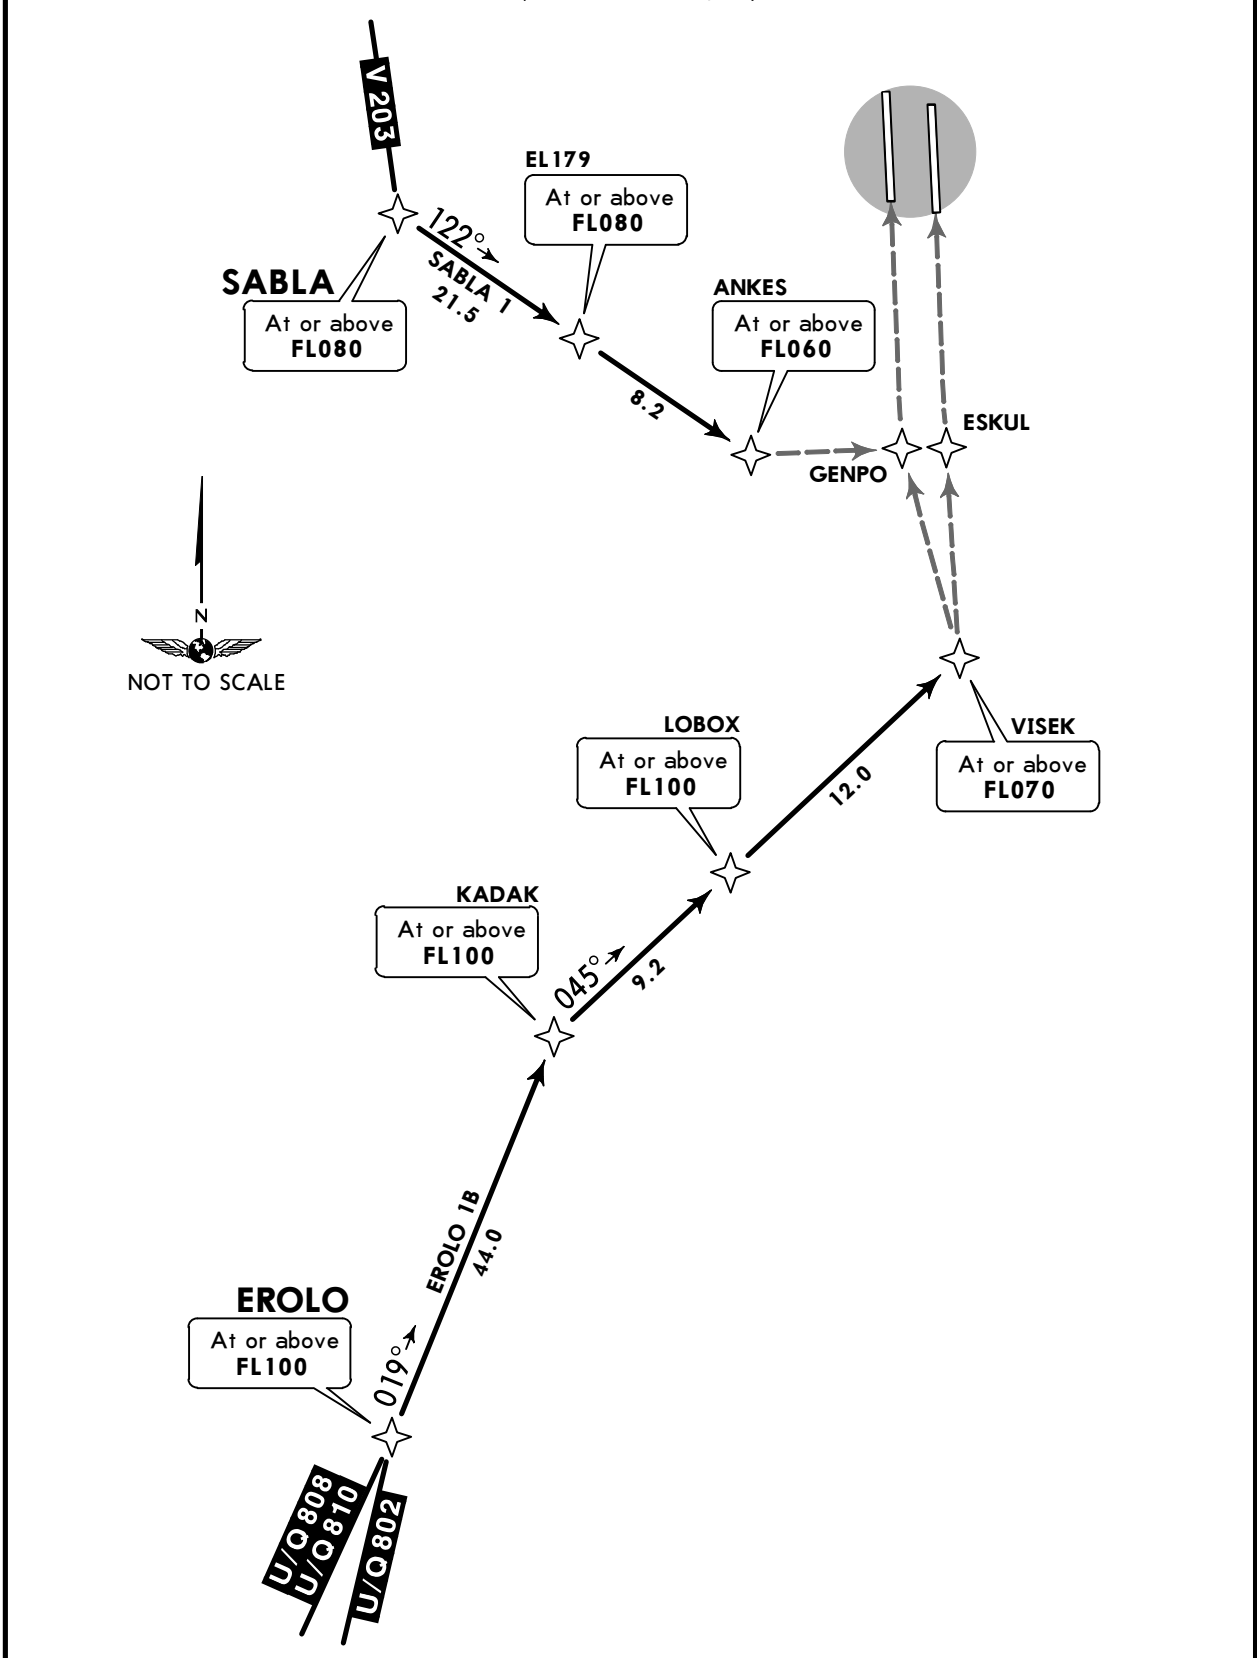 V 203
EL179
At or above
FL080
122°
SABLA 1
21.5
SABLA
At or above
FL080
ANKES
At or above
FL060
8.2
ESKUL
GENPO
N
NOT TO SCALE
LOBOX
At or above
FL100
VISEK
At or above
FL070
12.0
KADAK
At or above
FL100
045°
9.2
EROLO 1B
44.0
EROLO
At or above
FL100
019°
U/Q808
U/Q810
U/Q802